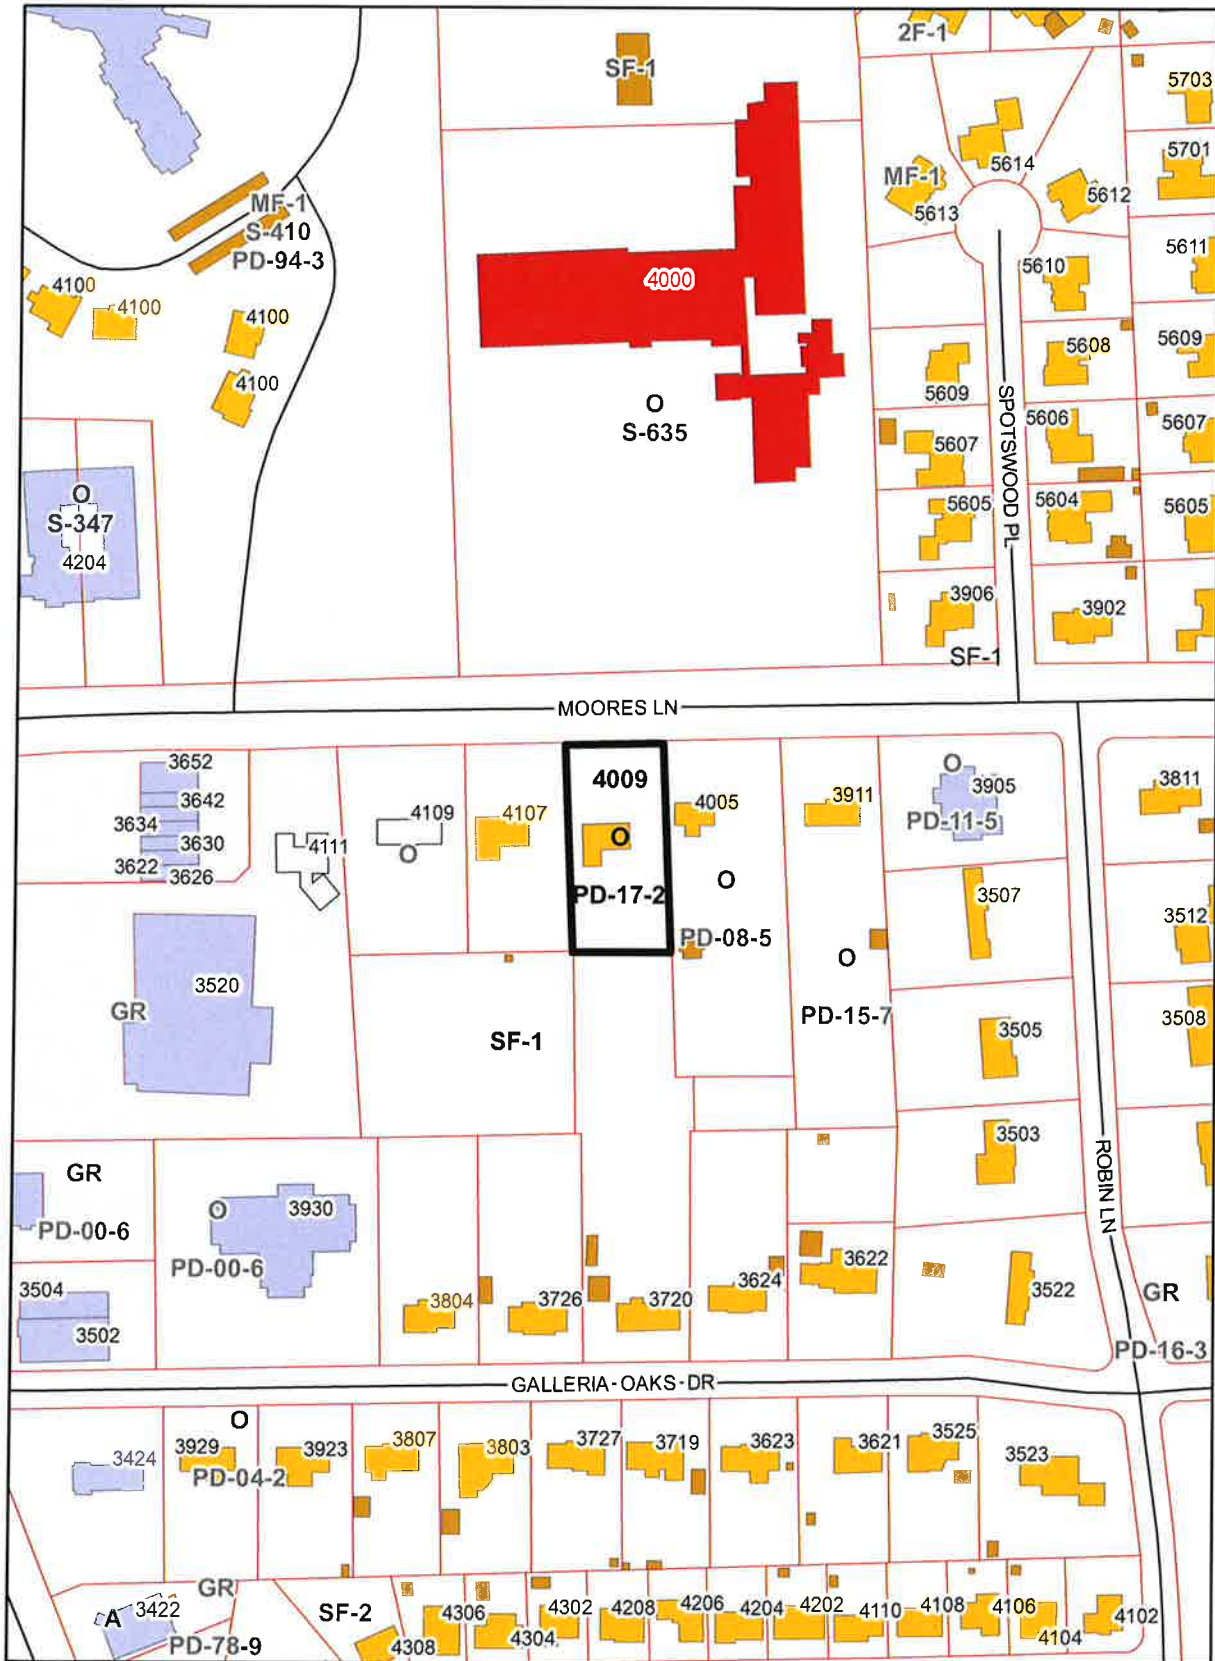 2F-1
SF-1
5703
5701
5614
MF-1
5613
5612
MF-1
S-410
PD-94-3
5611
5610
4100
4100
4000
4100
5608
5609
4100
5609
O
S-635
5606
5607
5607
SPOTSWOOD PL
O
S-347
4204
5605
5604
5605
3906
3902
SF-1
MOORES LN
3652
3642
3634
3630
3622
3626
4111
4109
O
4107
4009
O
PD-17-2
4005
O
PD-08-5
3911
O
PD-15-7
O
3905
PD-11-5
3811
3507
3512
3520
GR
SF-1
3505
3508
3503
ROBIN LN
GR
PD-00-6
O
3930
PD-00-6
3504
3502
3804
3726
3720
3624
3622
3522
GR
PD-16-3
GALLERIA-OAKS-DR
O
3424
3929
PD-04-2
3923
3807
3803
3727
3719
3623
3621
3525
3523
GR
A
3422
PD-78-9
SF-2
4308
4306
4304
4302
4208
4206
4204
4202
4110
4108
4106
4104
4102